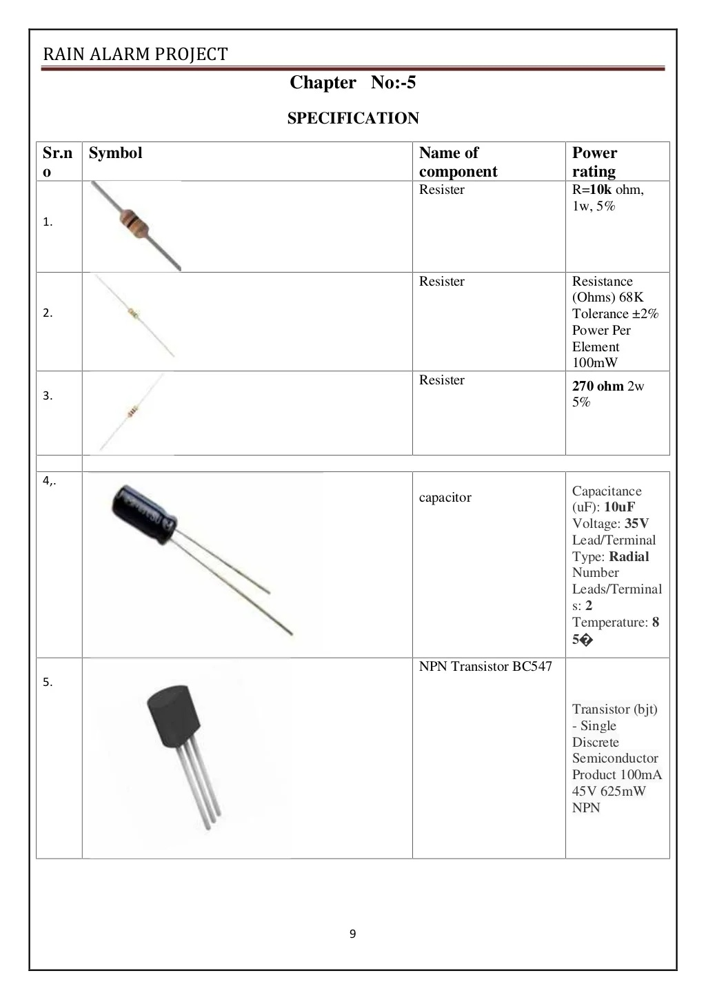 RAIN ALARM PROJECT
Chapter No:-5
SPECIFICATION
Sr.n
o
Symbol
Name of
component
Power
rating
1.
Resister
R=10k ohm,
1w, 5%
2.
Resister
Resistance
(Ohms) 68K
Tolerance ±2%
Power Per
Element
100mW
3.
Resister
270 ohm 2w
5%
4,.
capacitor
Capacitance
(uF): 10uF
Voltage: 35V
Lead/Terminal
Type: Radial
Number
Leads/Terminal
s: 2
Temperature: 8
5�
5.
NPN Transistor BC547
Transistor (bjt)
- Single
Discrete
Semiconductor
Product 100mA
45V 625mW
NPN
9